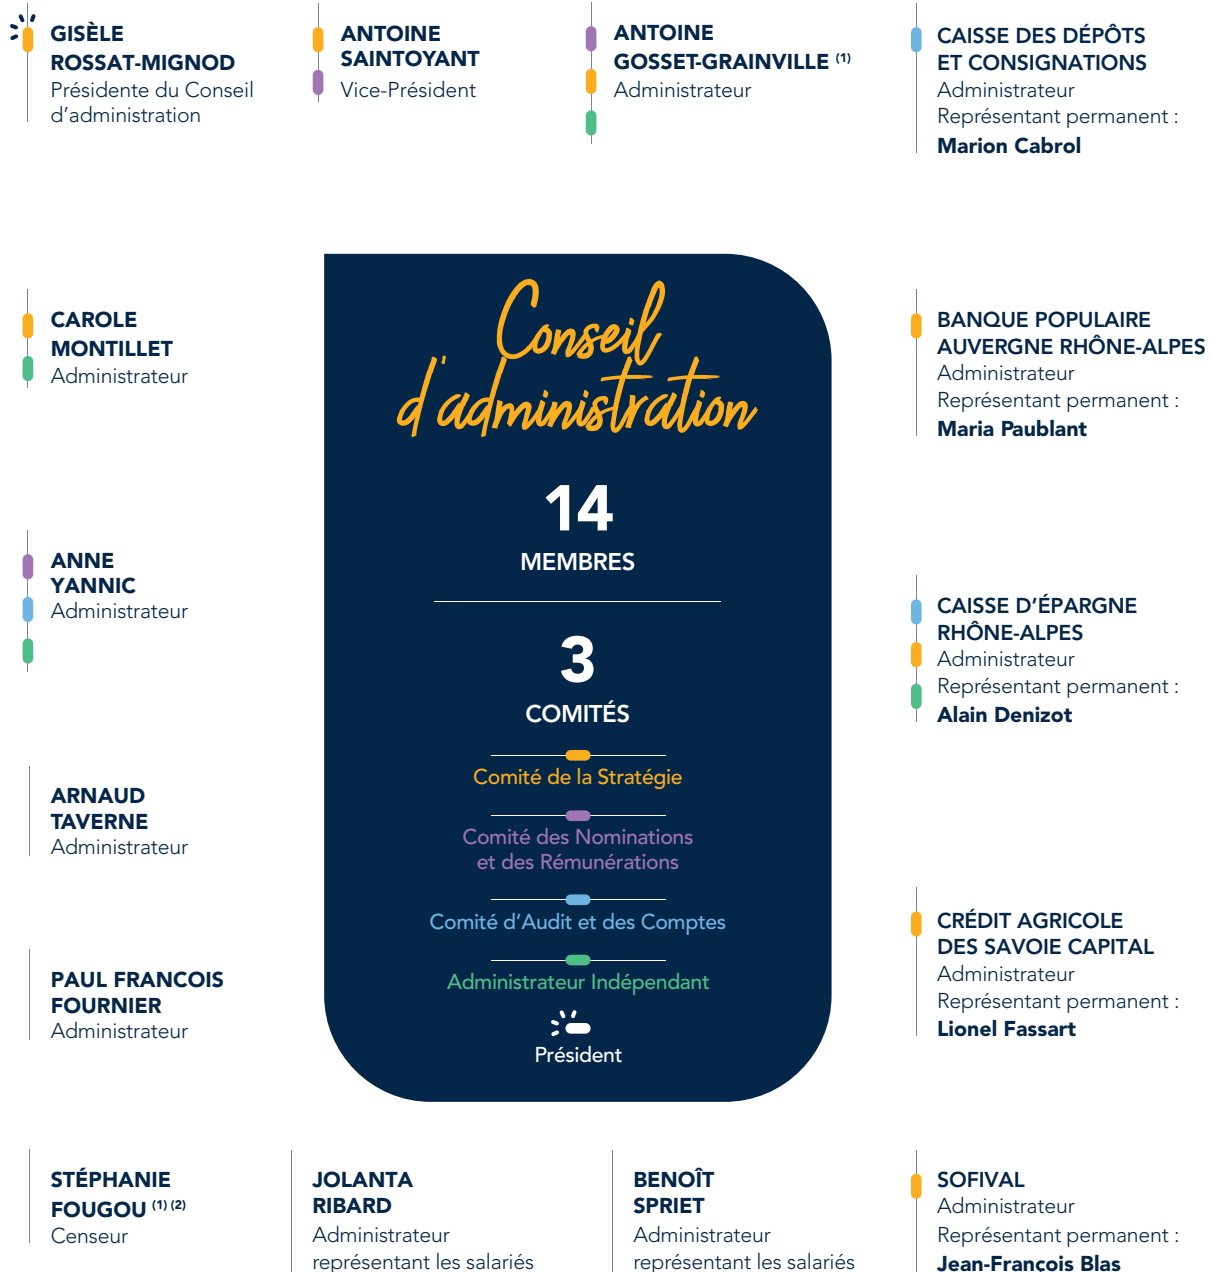 GISÈLE
ROSSAT-MIGNOD
Présidente du Conseil
d'administration
ANTOINE
SAINTOYANT
Vice-Président
ANTOINE
GOSSET-GRAINVILLE (1)
Administrateur
CAISSE DES DÉPÔTS
ET CONSIGNATIONS
Administrateur
Représentant permanent :
Marion Cabrol
CAROLE
MONTILLET
Administrateur
ANNE
YANNIC
Administrateur
ARNAUD
TAVERNE
Administrateur
PAUL FRANCOIS
FOURNIER
Administrateur
Conseil
d'administration
14
MEMBRES
3
COMITÉS
Comité de la Stratégie
Comité des Nominations
et des Rémunérations
Comité d'Audit et des Comptes
Administrateur Indépendant
Président
BANQUE POPULAIRE
AUVERGNE RHÔNE-ALPES
Administrateur
Représentant permanent :
Maria Paublant
CAISSE D'ÉPARGNE
RHÔNE-ALPES
Administrateur
Représentant permanent :
Alain Denizot
CRÉDIT AGRICOLE
DES SAVOIE CAPITAL
Administrateur
Représentant permanent :
Lionel Fassart
STÉPHANIE
FOUGOU (1) (2)
Censeur
JOLANTA
RIBARD
Administrateur
représentant les salariés
BENOÎT
SPRIET
Administrateur
représentant les salariés
SOFIVAL
Administrateur
Représentant permanent :
Jean-François Blas